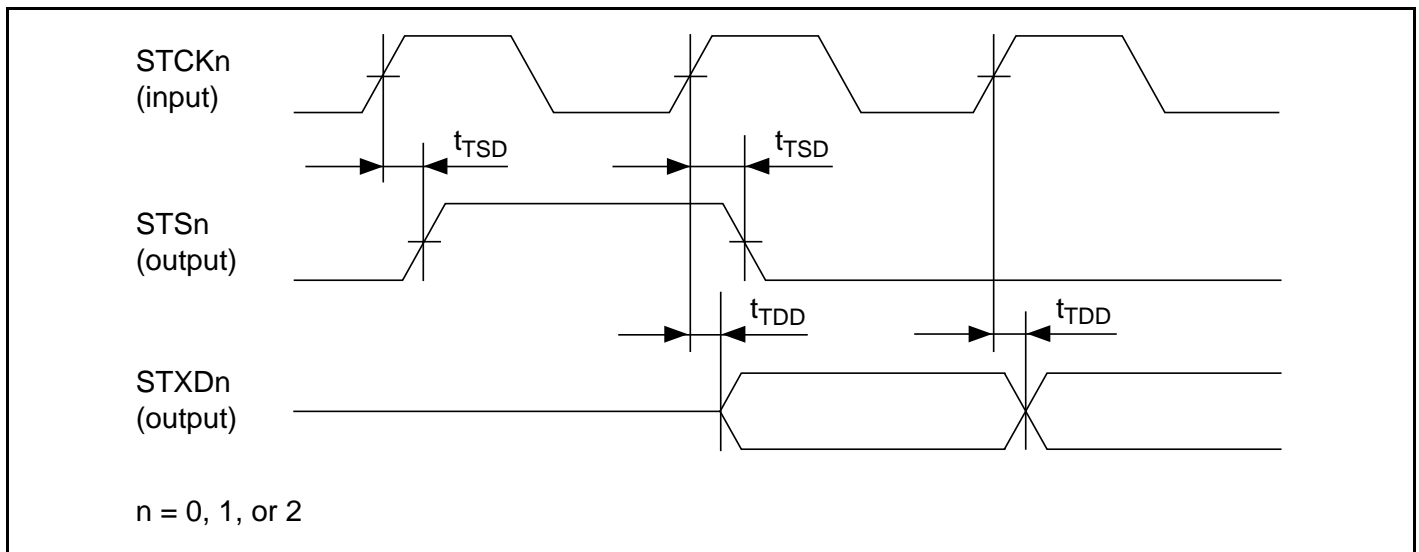 STCKn
(input)
tTSD
tTSD
STSn
(output)
tTDD
tTDD
STXDn
(output)
n = 0, 1, or 2